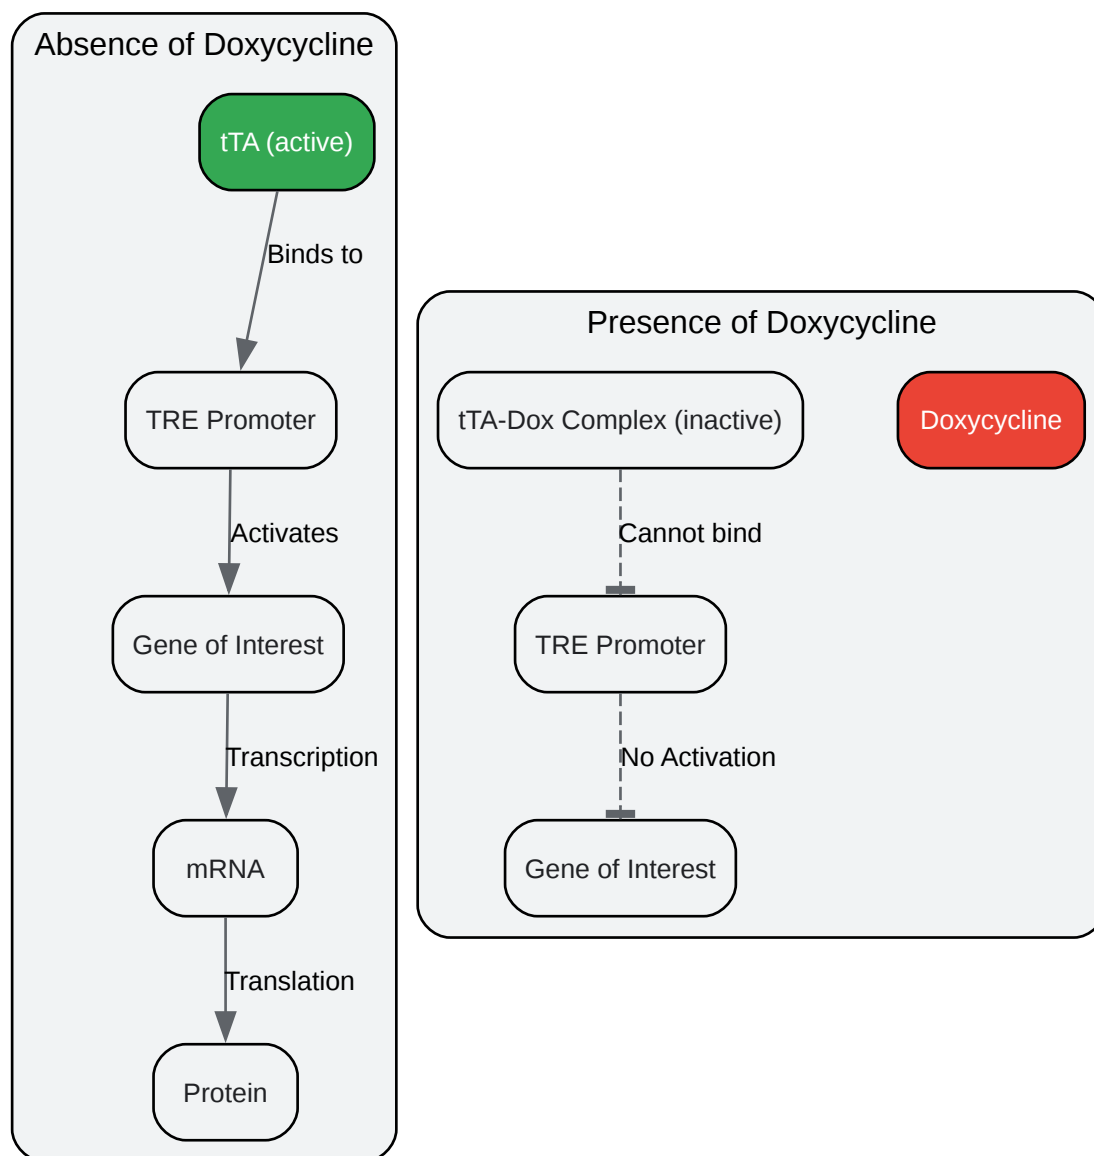 Absence of Doxycycline
tTA (active)
Binds to
TRE Promoter
Activates
Gene of Interest
Transcription
mRNA
Translation
Protein
Presence of Doxycycline
tTA-Dox Complex (inactive)
Doxycycline
Cannot bind
TRE Promoter
No Activation
Gene of Interest